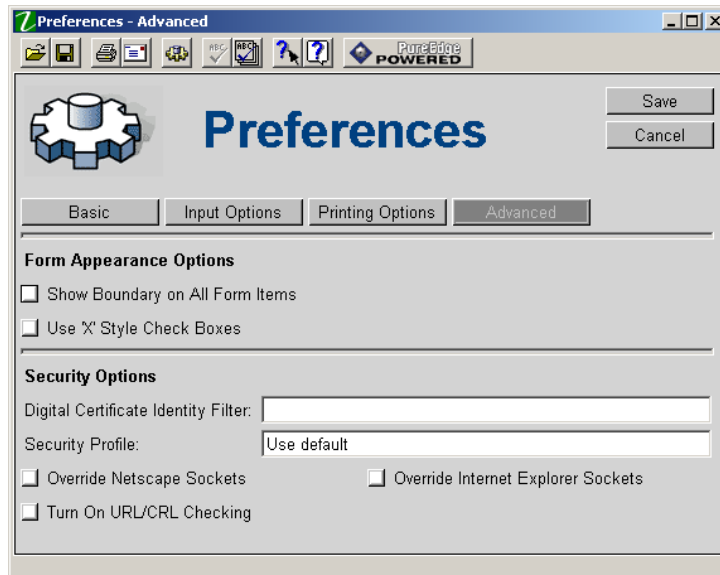 Preferences - Advanced
ABC ABC PureEdge POWERED
Preferences
Save
Cancel
Basic Input Options Printing Options Advanced
Form Appearance Options
Show Boundary on All Form Items
Use 'X' Style Check Boxes
Security Options
Digital Certificate Identity Filter:
Security Profile: Use default
Override Netscape Sockets Override Internet Explorer Sockets
Turn On URL/CRL Checking